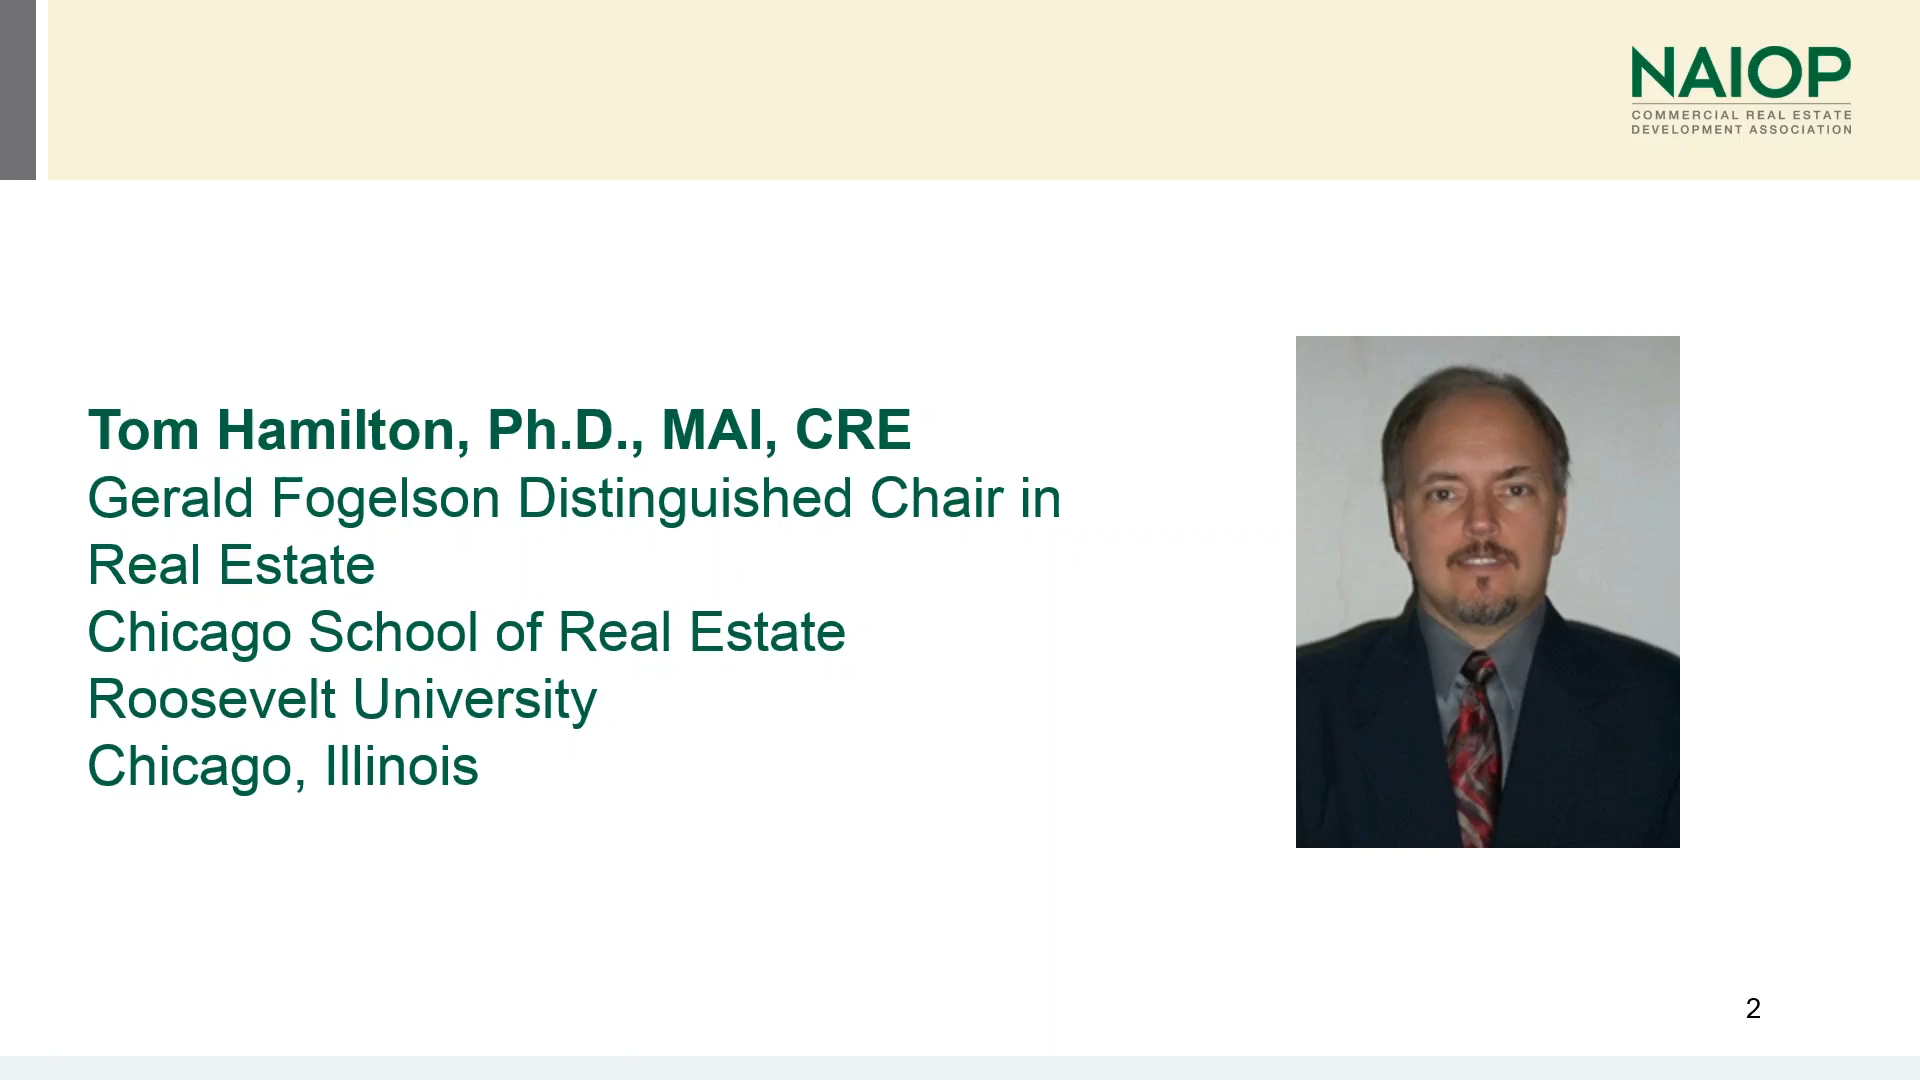 NAIOP
COMMERCIAL REAL ESTATE
DEVELOPMENT ASSOCIATION
Tom Hamilton, Ph.D., MAI, CRE
Gerald Fogelson Distinguished Chair in
Real Estate
Chicago School of Real Estate
Roosevelt University
Chicago, Illinois
2